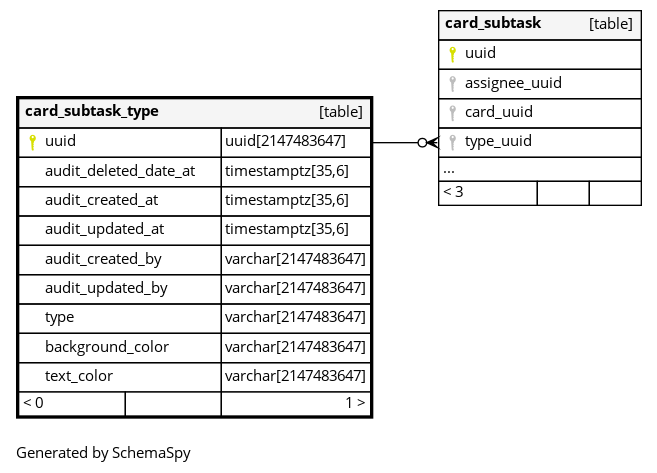 card_subtask [table]
uuid
assignee_uuid
card_uuid
type_uuid
...
< 3
card_subtask_type [table]
uuid uuid[2147483647]
audit_deleted_date_at timestamptz[35,6]
audit_created_at timestamptz[35,6]
audit_updated_at timestamptz[35,6]
audit_created_by varchar[2147483647]
audit_updated_by varchar[2147483647]
type varchar[2147483647]
background_color varchar[2147483647]
text_color varchar[2147483647]
< 0 1 >
Generated by SchemaSpy